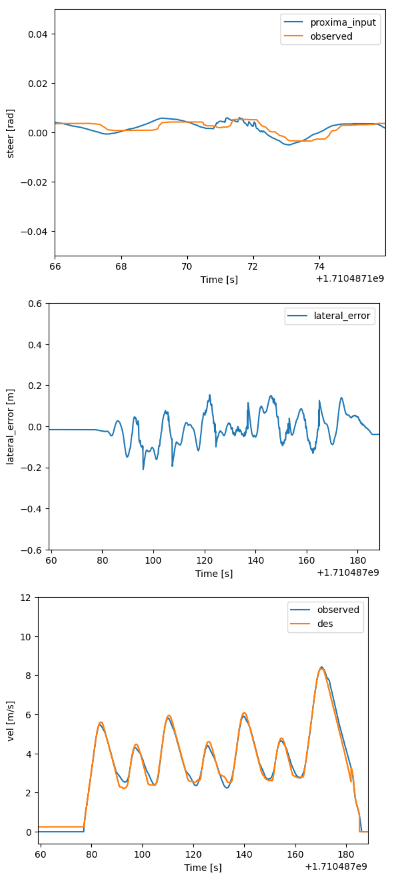 0.04
0.02
0.00
−0.02
−0.04
steer [rad]
proxima_input
observed
66 68 70 72 74
Time [s]
+1.7104871e9
0.6
0.4
0.2
0.0
−0.2
−0.4
−0.6
lateral_error [m]
lateral_error
60 80 100 120 140 160 180
Time [s]
+1.710487e9
12
10
8
6
4
2
0
vel [m/s]
observed
des
60 80 100 120 140 160 180
Time [s]
+1.710487e9